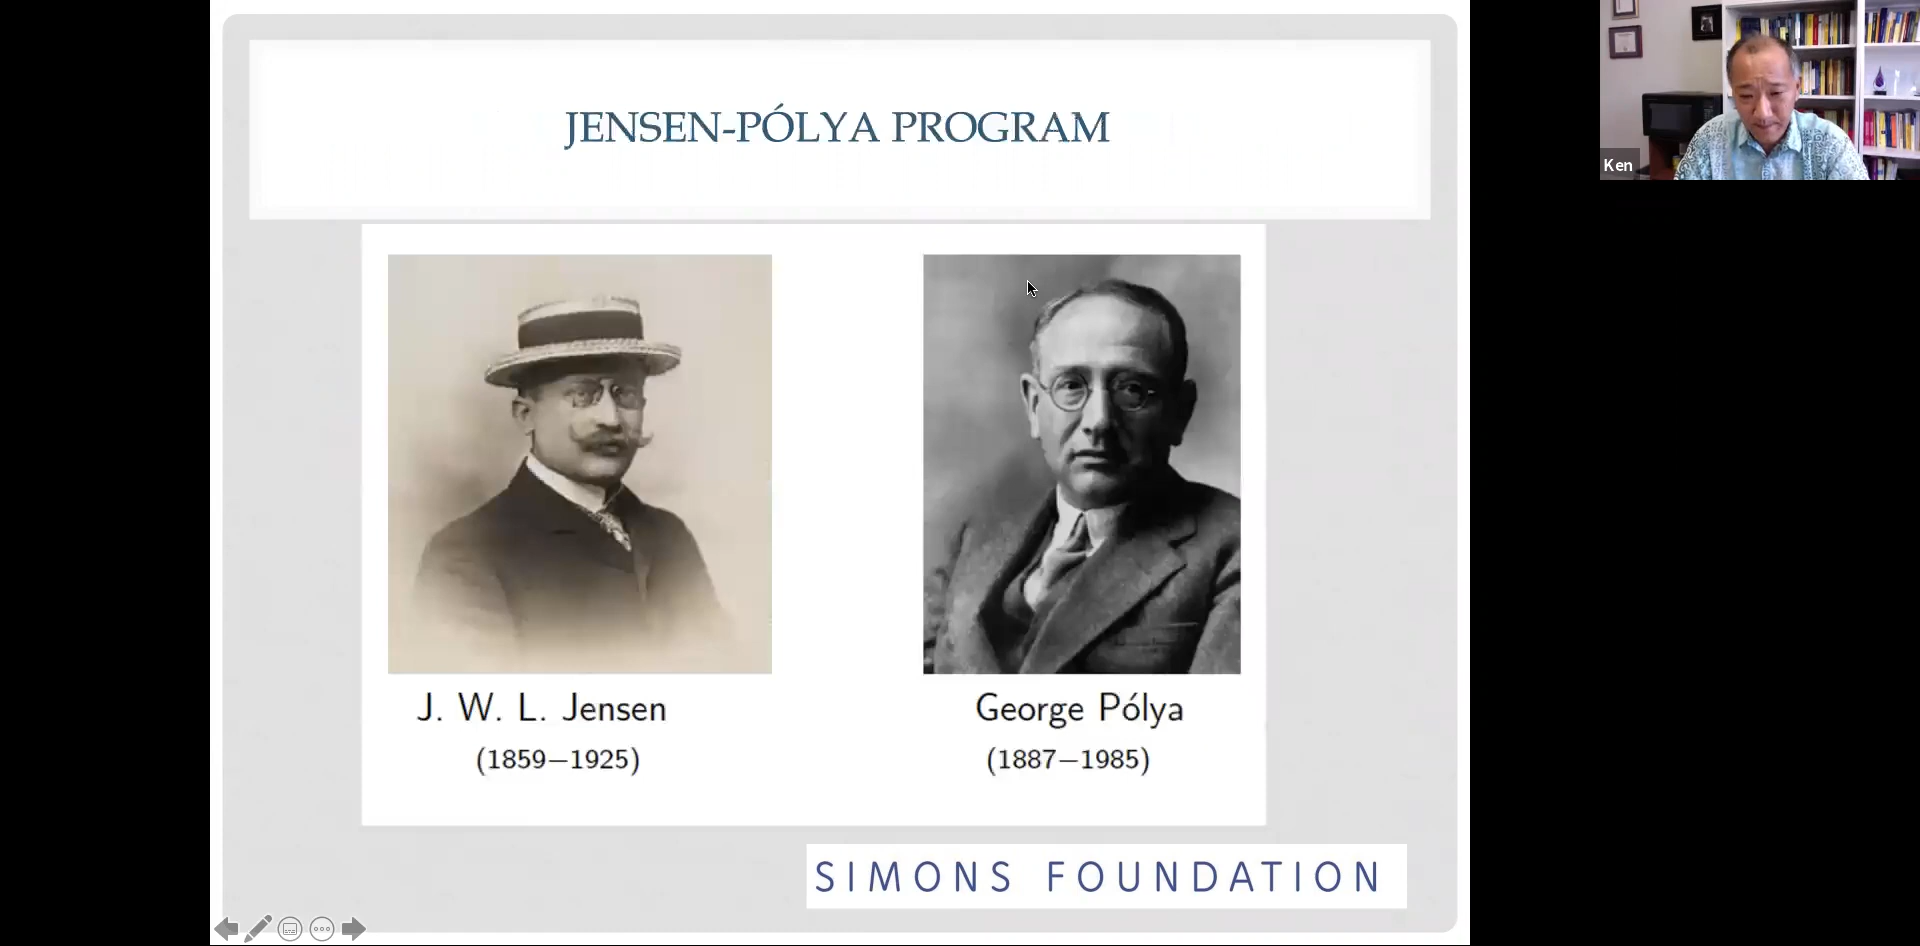 JENSEN-PÓLYA PROGRAM
Ken
J. W. L. Jensen
(1859–1925)
George Pólya
(1887–1985)
SIMONS FOUNDATION